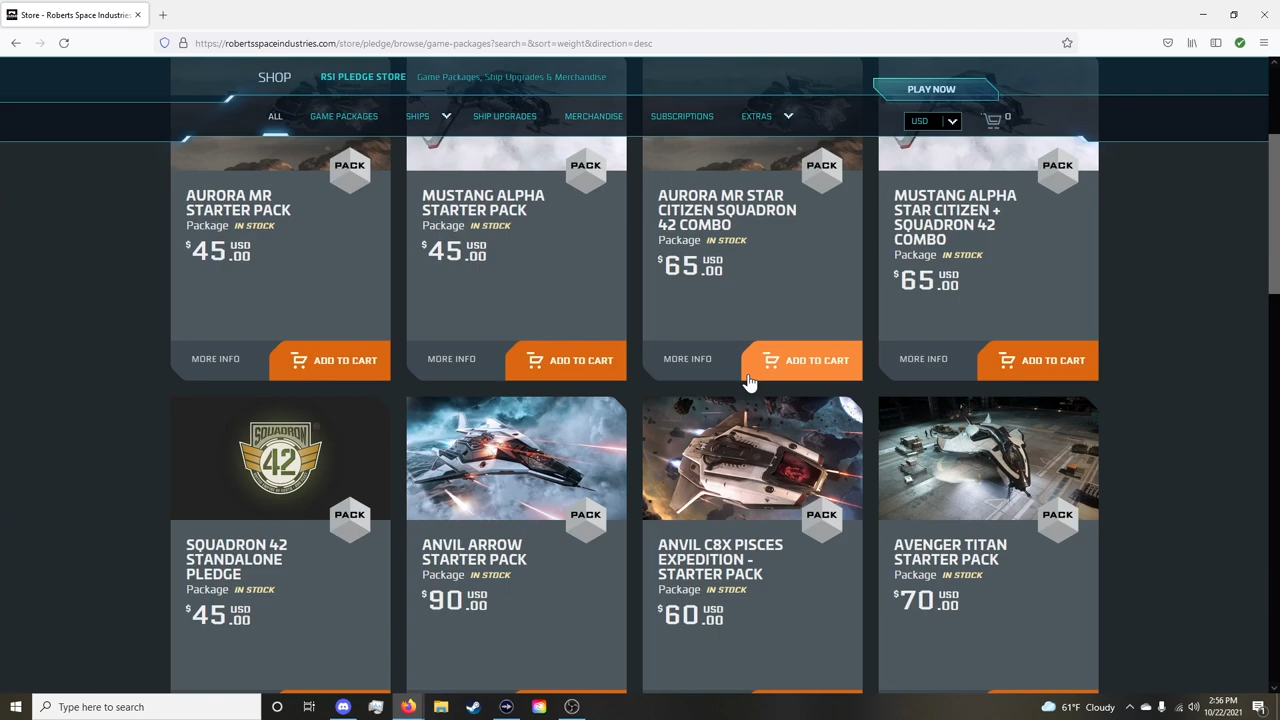 Store - Roberts Space Industries
https://robertsspaceindustries.com/store/pledge/browse/game-packages?search=&sort=weight&direction=desc
SHOP
RSI PLEDGE STORE
Game Packages, Ship Upgrades & Merchandise
PLAY NOW
ALL
GAME PACKAGES
SHIPS
SHIP UPGRADES
MERCHANDISE
SUBSCRIPTIONS
EXTRAS
USD
0
PACK
PACK
PACK
PACK
AURORA MR
STARTER PACK
Package IN STOCK
$45 USD .00
MUSTANG ALPHA
STARTER PACK
Package IN STOCK
$45 USD .00
AURORA MR STAR
CITIZEN SQUADRON
42 COMBO
Package IN STOCK
$65 USD .00
MUSTANG ALPHA
STAR CITIZEN +
SQUADRON 42
COMBO
Package IN STOCK
$65 USD .00
MORE INFO
ADD TO CART
MORE INFO
ADD TO CART
MORE INFO
ADD TO CART
MORE INFO
ADD TO CART
SQUADRON
42
PACK
PACK
PACK
PACK
SQUADRON 42
STANDALONE
PLEDGE
Package IN STOCK
$45 USD .00
ANVIL ARROW
STARTER PACK
Package IN STOCK
$90 USD .00
ANVIL C8X PISCES
EXPEDITION -
STARTER PACK
Package IN STOCK
$60 USD .00
AVENGER TITAN
STARTER PACK
Package IN STOCK
$70 USD .00
Type here to search
61°F Cloudy
2:56 PM
10/22/2021